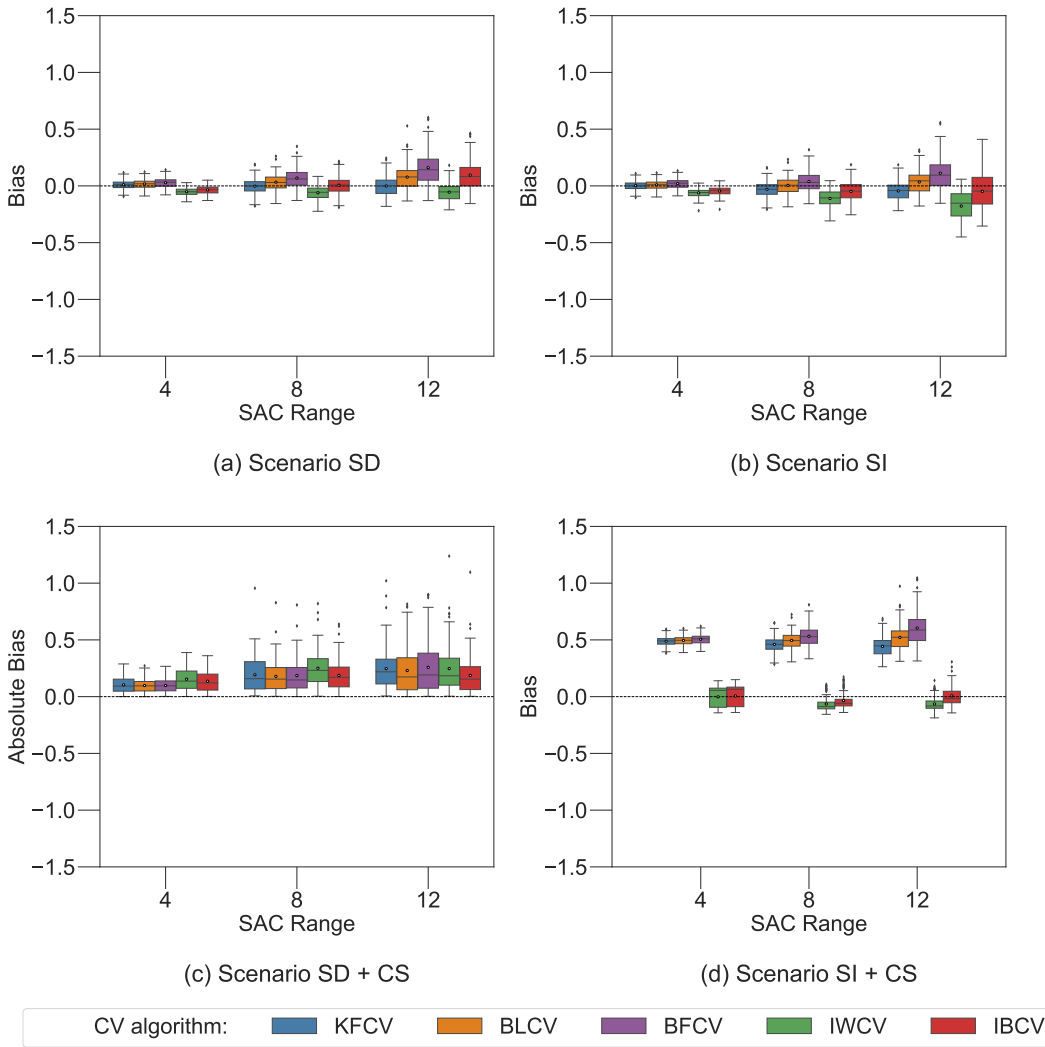 1.5
1.0
0.5
0.0
−0.5
−1.0
−1.5
Bias
4 8 12
SAC Range
(a) Scenario SD
1.5
1.0
0.5
0.0
−0.5
−1.0
−1.5
Bias
4 8 12
SAC Range
(b) Scenario SI
1.5
1.0
0.5
0.0
−0.5
−1.0
−1.5
Absolute Bias
4 8 12
SAC Range
(c) Scenario SD + CS
1.5
1.0
0.5
0.0
−0.5
−1.0
−1.5
Bias
4 8 12
SAC Range
(d) Scenario SI + CS
CV algorithm: KFCV BLCV BFCV IWCV IBCV